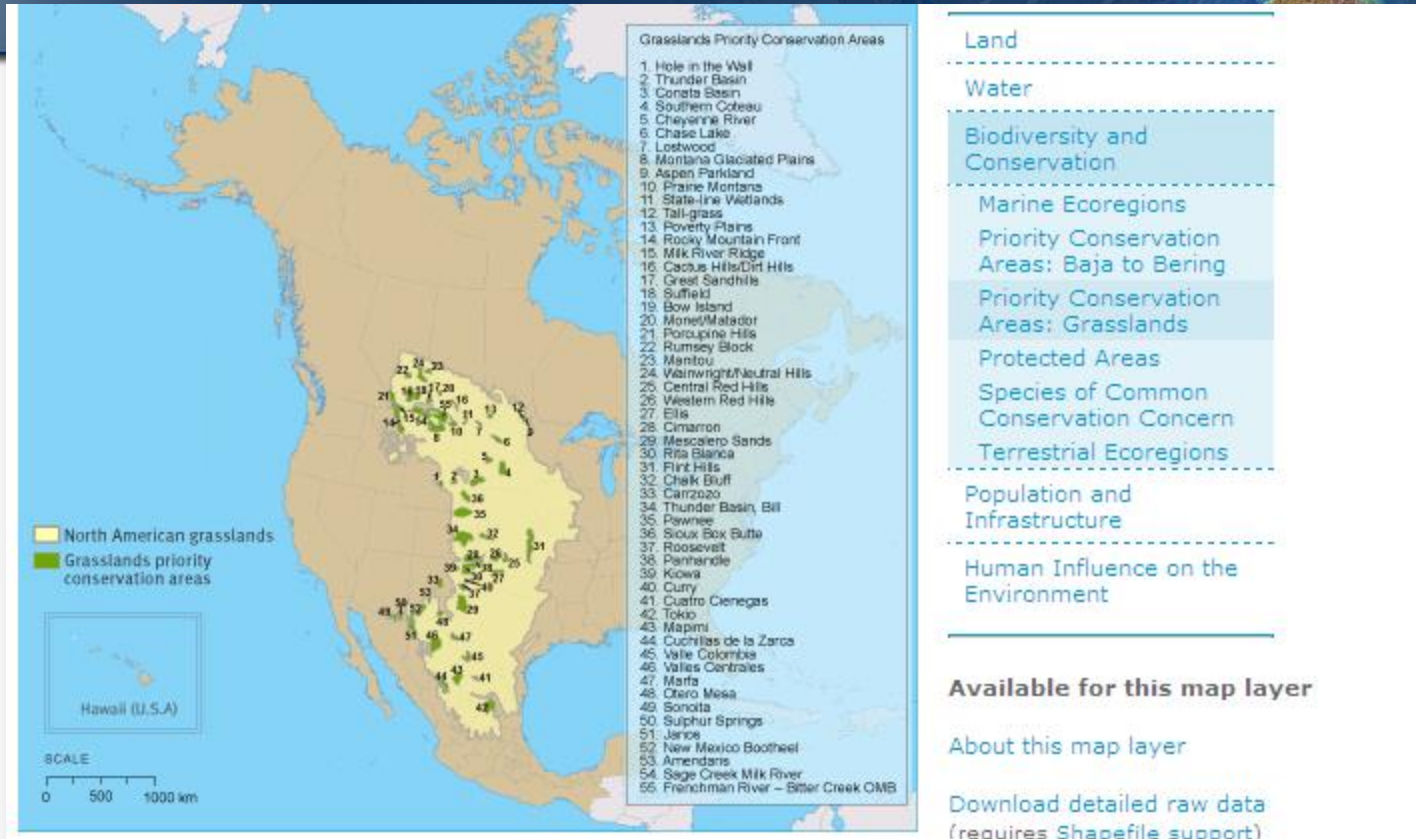 Grasslands Priority Conservation Areas
1. Hole in the Wall
2. Thunder Basin
3. Conata Basin
4. Southern Coteau
5. Cheyenne River
6. Chase Lake
7. Lostwood
8. Montana Glaciated Plains
9. Aspen Parkland
10. Prairie Montana
11. State-line Wetlands
12. Tall-grass
13. Poverty Plains
14. Rocky Mountain Front
15. Milk River Ridge
16. Cactus Hills/Dirt Hills
17. Great Sandhills
18. Suffield
19. Bow Island
20. Monet/Matador
21. Porcupine Hills
22. Rumsey Block
23. Manitou
24. Wainwright/Neutral Hills
25. Central Red Hills
26. Western Red Hills
27. Ellis
28. Cimarron
29. Mescalero Sands
30. Rita Blanca
31. Flint Hills
32. Chalk Bluff
33. Carrzozo
34. Thunder Basin, Bill
35. Pawnee
36. Sioux Box Butte
37. Roosevelt
38. Panhandle
39. Kiowa
40. Curry
41. Cuatro Cienegas
42. Tokio
43. Mapimi
44. Cuchillas de la Zarca
45. Valle Colombia
46. Valles Centrales
47. Marfa
48. Otero Mesa
49. Sonoita
50. Sulphur Springs
51. Janos
52. New Mexico Bootheel
53. Amendaris
54. Sage Creek Milk River
55. Frenchman River – Bitter Creek OMB
North American grasslands
Grasslands priority
conservation areas
Hawaii (U.S.A)
SCALE
0 500 1000 km
Land
Water
Biodiversity and
Conservation
Marine Ecoregions
Priority Conservation
Areas: Baja to Bering
Priority Conservation
Areas: Grasslands
Protected Areas
Species of Common
Conservation Concern
Terrestrial Ecoregions
Population and
Infrastructure
Human Influence on the
Environment
Available for this map layer
About this map layer
Download detailed raw data
(requires Shapefile support)